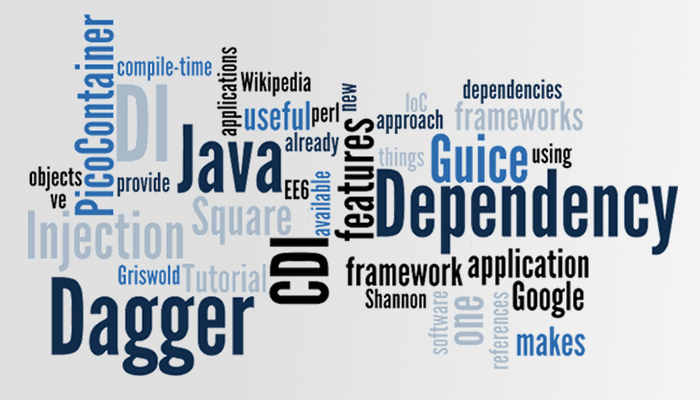 PicoContainer
compile-time
DI
applications
Wikipedia
useful
perl
new
IoC
dependencies
approach
frameworks
already
Java
things
Guice
using
objects
ve
provide
EE6
available
features
Dependency
Injection
Square
CDI
framework
application
Griswold
Tutorial
Shannon
software
one
references
Google
Dagger
makes